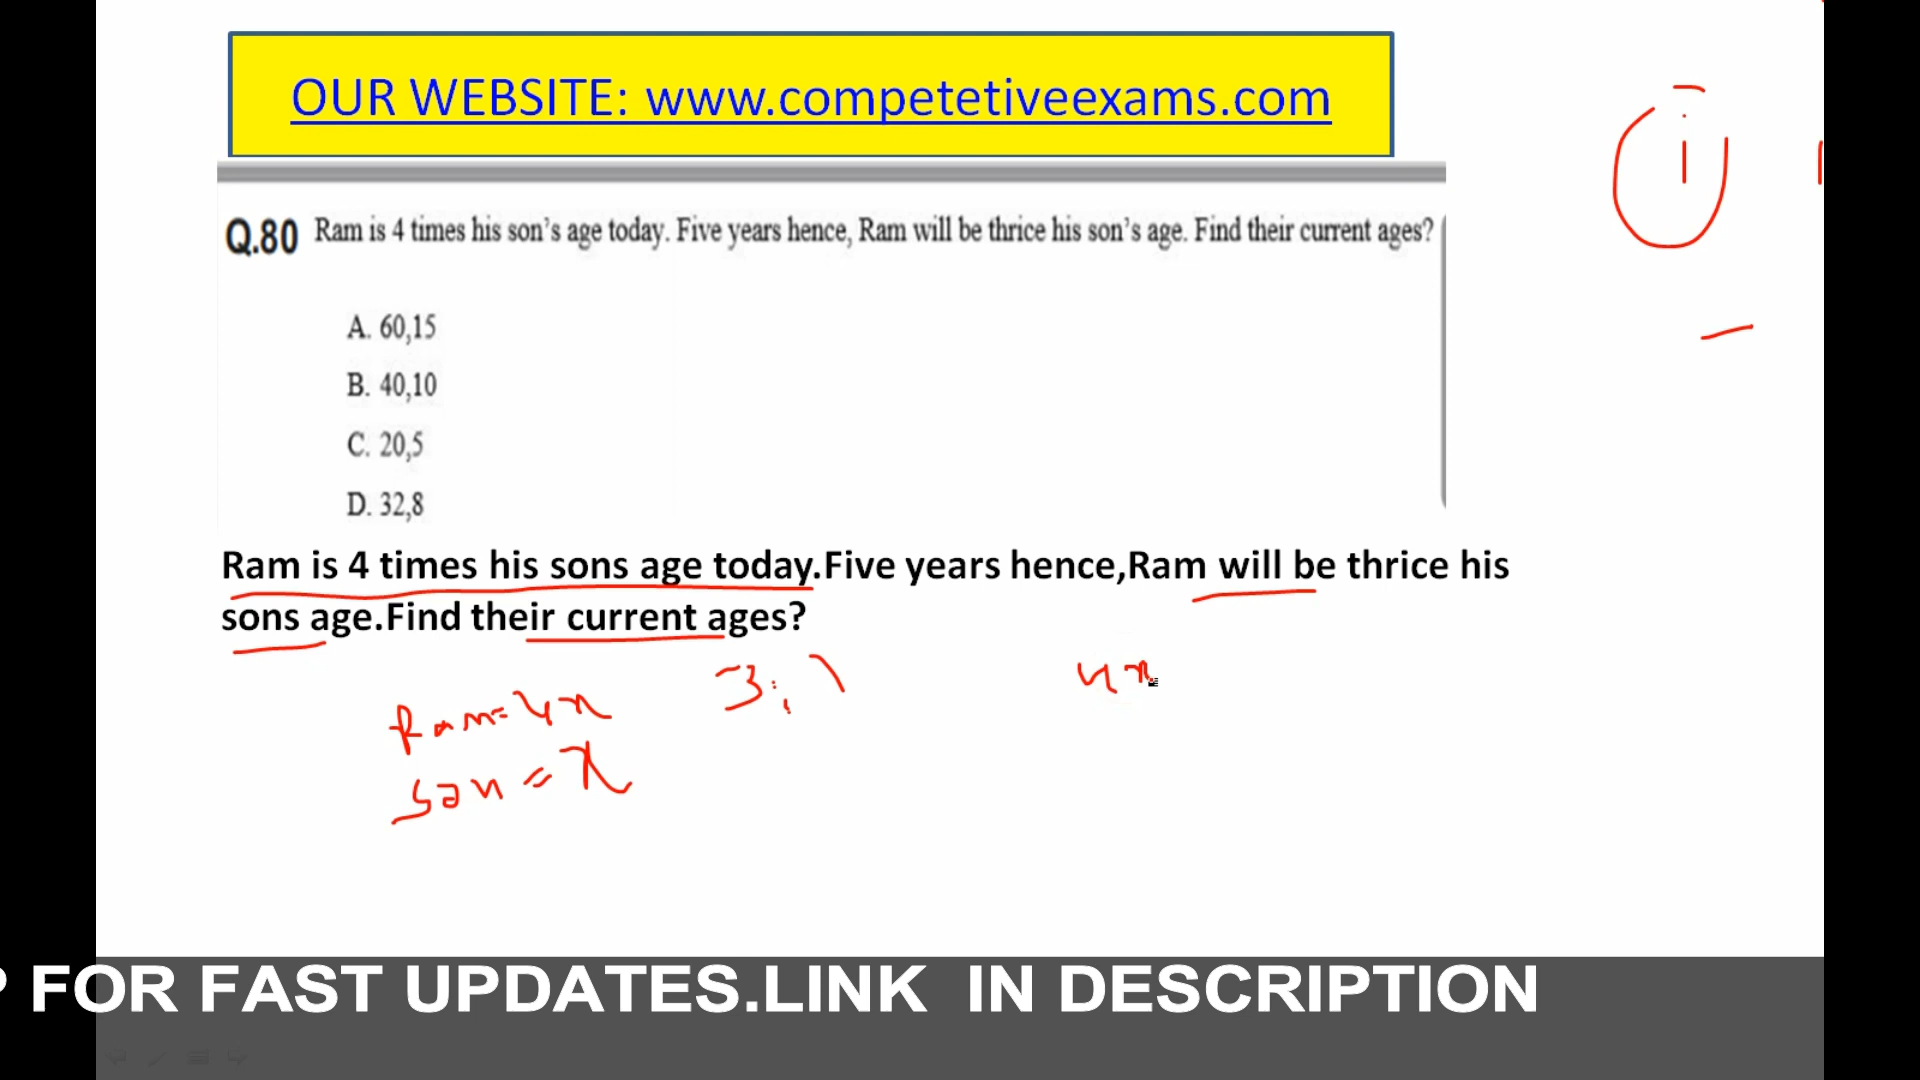 OUR WEBSITE: www.competetiveexams.com
Q.80 Ram is 4 times his son's age today. Five years hence, Ram will be thrice his son's age. Find their current ages?
A. 60,15
B. 40,10
C. 20,5
D. 32,8
Ram is 4 times his sons age today.Five years hence,Ram will be thrice his
sons age.Find their current ages?
3:1
4x
Ram=4x
son=x
P FOR FAST UPDATES.LINK IN DESCRIPTION